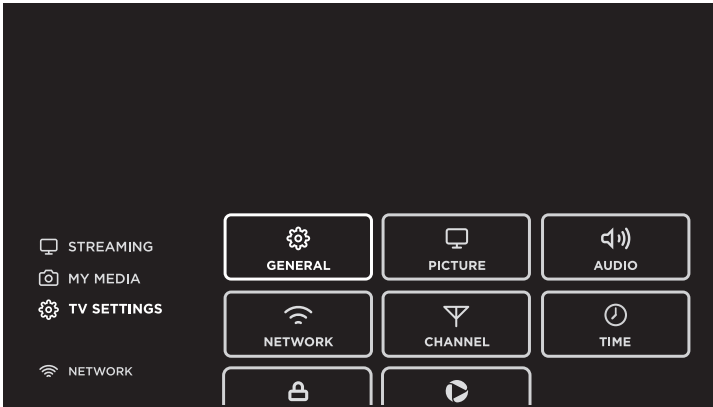 STREAMING
MY MEDIA
TV SETTINGS
NETWORK
GENERAL
PICTURE
AUDIO
NETWORK
CHANNEL
TIME